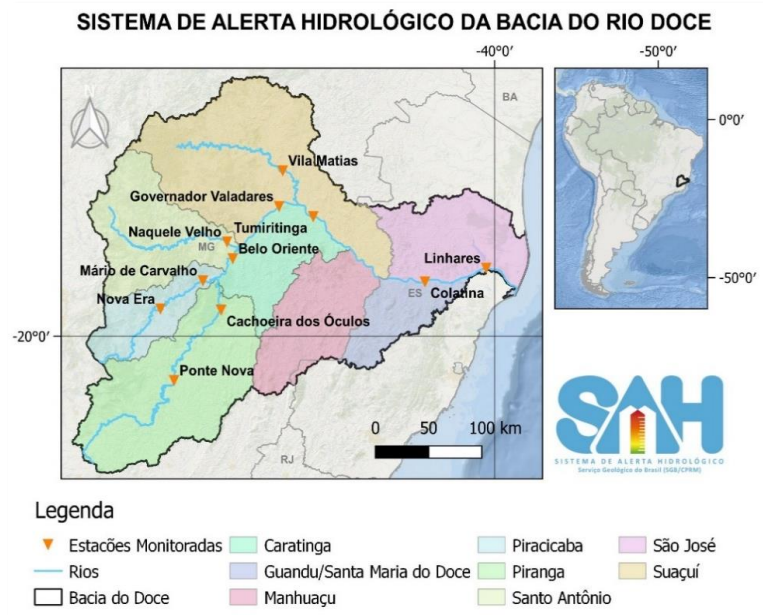 SISTEMA DE ALERTA HIDROLÓGICO DA BACIA DO RIO DOCE
-40°0'
-50°0'
BA
0°0'
Vila Matias
Governador Valadares
Naquele Velho
Tumiritinga
MG
Belo Oriente
Mário de Carvalho
Linhares
Nova Era
ES
Colatina
-50°0'
Cachoeira dos Óculos
-20°0'
Ponte Nova
0 50 100 km
RJ
SAH
SISTEMA DE ALERTA HIDROLÓGICO
Serviço Geológico do Brasil (SGB/CPRM)
Legenda
Estacões Monitoradas
Caratinga
Piracicaba
São José
Rios
Guandu/Santa Maria do Doce
Piranga
Suaçuí
Bacia do Doce
Manhuaçu
Santo Antônio